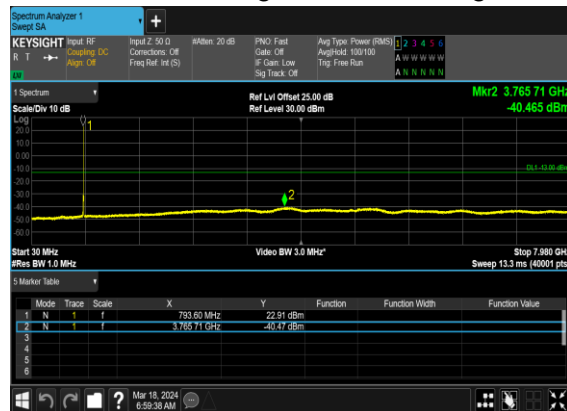 Spectrum Analyzer 1
Swept SA
+
KEYSIGHT Input: RF Input Z: 50 Ω #Atten: 20 dB PNO: Fast Avg Type: Power (RMS) 1 2 3 4 5 6
R T Coupling: DC Corrections: Off Gate: Off Avg|Hold: 100/100 A W W W W W
Align: Off Freq Ref: Int (S) IF Gain: Low Trig: Free Run
Sig Track: Off A N N N N N
1 Spectrum Ref Lvl Offset 25.00 dB Mkr2 3.765 71 GHz
Scale/Div 10 dB Ref Level 30.00 dBm -40.465 dBm
Log
1
20.0
10.0
0.00
-10.0 DL1 -13.00 dBm
-20.0
-30.0
2
-40.0
-50.0
-60.0
Start 30 MHz Video BW 3.0 MHz* Stop 7.980 GHz
#Res BW 1.0 MHz Sweep 13.3 ms (40001 pts)
5 Marker Table
Mode Trace Scale X Y Function Function Width Function Value
1 N 1 f 793.60 MHz 22.91 dBm
2 N 1 f 3.765 71 GHz -40.47 dBm
3
4
5
6
? Mar 18, 2024
6:59:38 AM